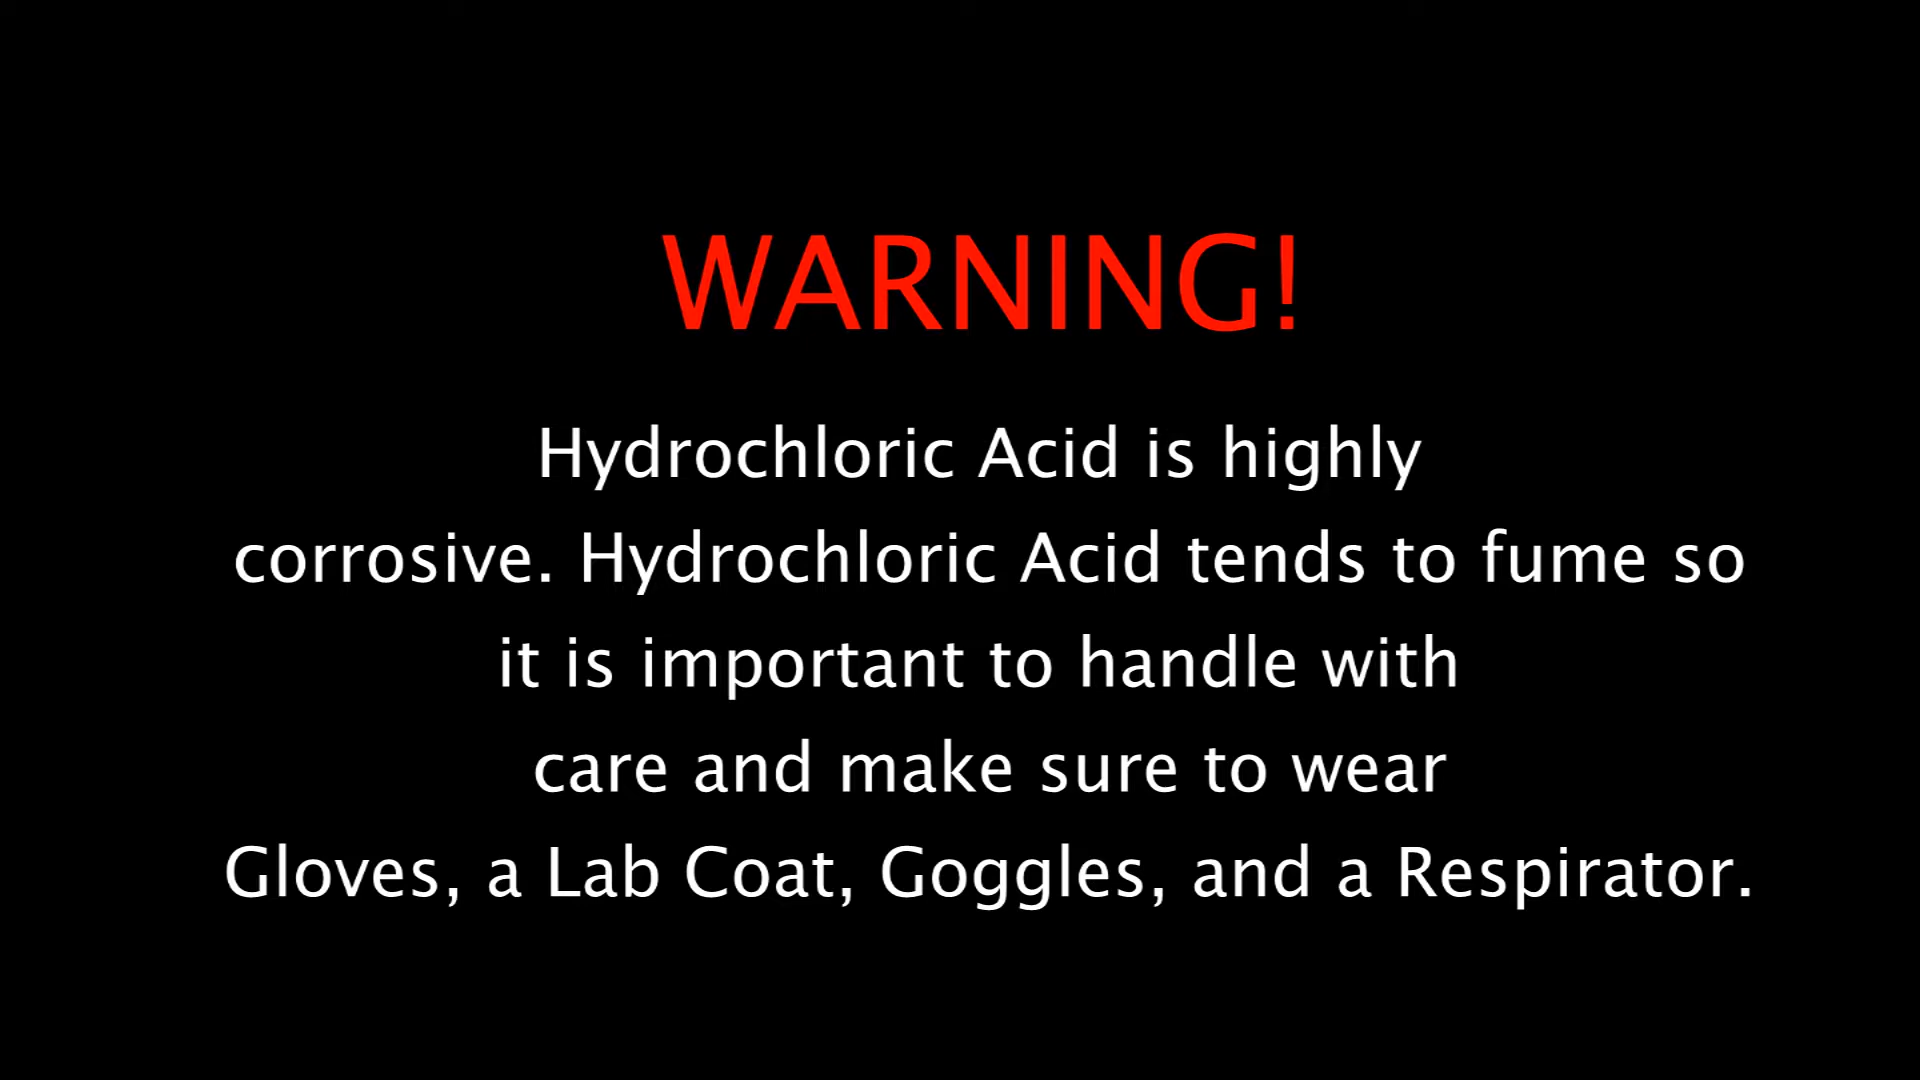 WARNING!
Hydrochloric Acid is highly
corrosive. Hydrochloric Acid tends to fume so
it is important to handle with
care and make sure to wear
Gloves, a Lab Coat, Goggles, and a Respirator.